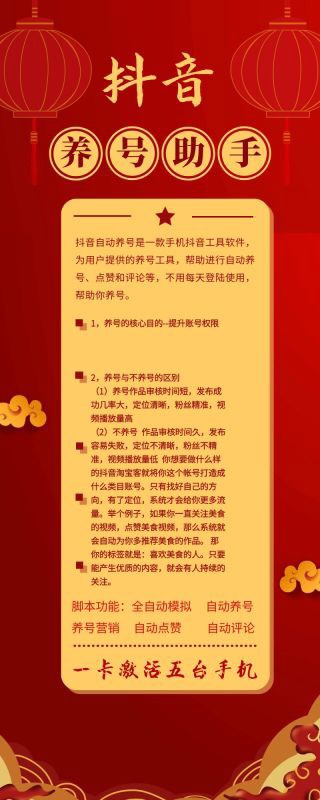 抖音
养号助手
抖音自动养号是一款手机抖音工具软件，
为用户提供的养号工具，帮助进行自动养
号、点赞和评论等，不用每天登陆使用，
帮助你养号。
1，养号的核心目的--提升账号权限
2，养号与不养号的区别
（1）养号作品审核时间短，发布成
功几率大，定位清晰，粉丝精准，视
频播放量高
（2）不养号 作品审核时间久，发布
容易失败，定位不清晰，粉丝不精
准，视频播放量低 你想要做什么样
的抖音淘宝客就将你这个帐号打造成
什么类目账号。只有找好自己的方
向，有了定位，系统才会给你更多流
量。举个例子，如果你一直关注美食
的视频，点赞美食视频，那么系统就
会自动为你多推荐美食的作品。 那
你的标签就是：喜欢美食的人。只要
能产生优质的内容，就会有人持续的
关注。
脚本功能：全自动模拟 自动养号
养号营销 自动点赞 自动评论
一卡激活五台手机